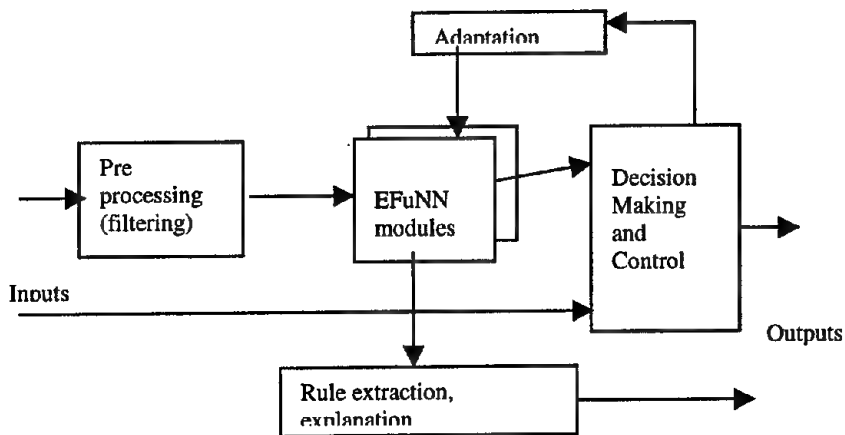 Adaptation
Pre
processing
(filtering)
EFuNN
modules
Decision
Making
and
Control
Inputs
Outputs
Rule extraction,
explanation